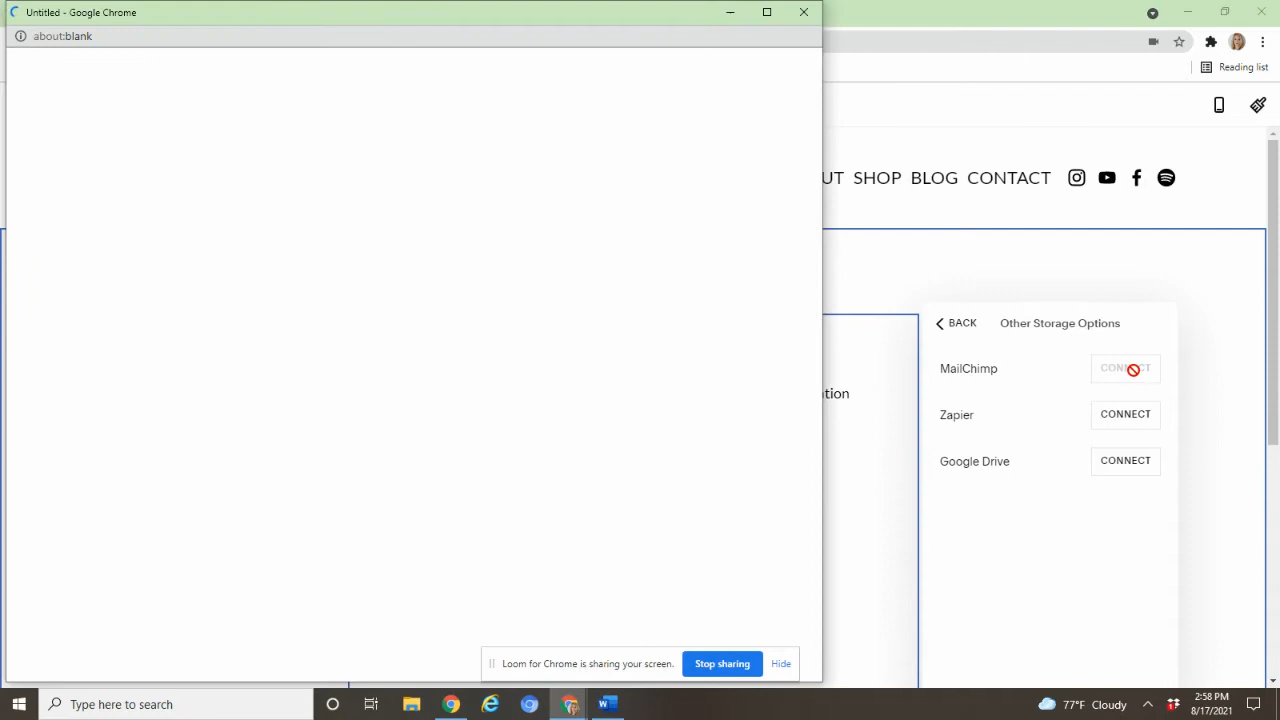 Untitled - Google Chrome
about:blank
Reading list
UT SHOP BLOG CONTACT
BACK Other Storage Options
MailChimp CONNECT
tion
Zapier CONNECT
Google Drive CONNECT
Loom for Chrome is sharing your screen. Stop sharing Hide
Type here to search
77°F Cloudy
2:58 PM
8/17/2021